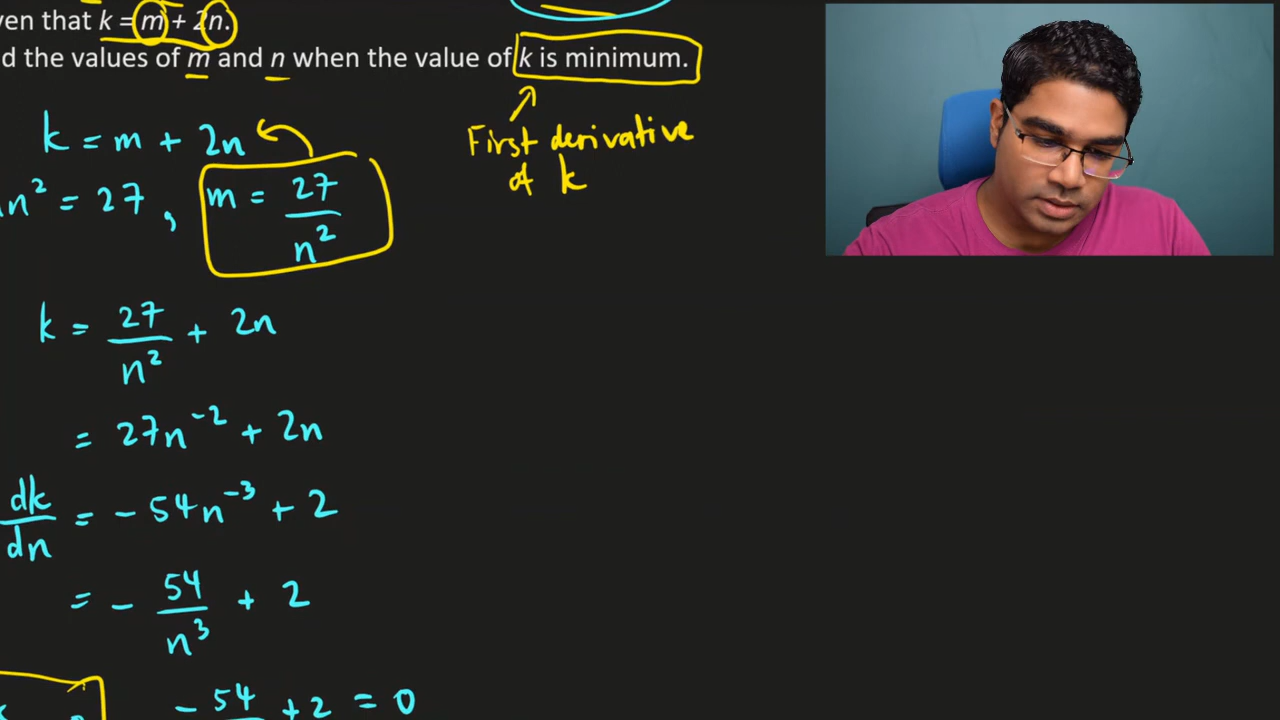 ven that k = m + 2n.
d the values of m and n when the value of k is minimum.
k = m + 2n
First derivative
of k
n² = 27, m = 27/n²
k = 27/n² + 2n
= 27n⁻² + 2n
dk/dn = - 54n⁻³ + 2
= - 54/n³ + 2
- 54 + 2 = 0